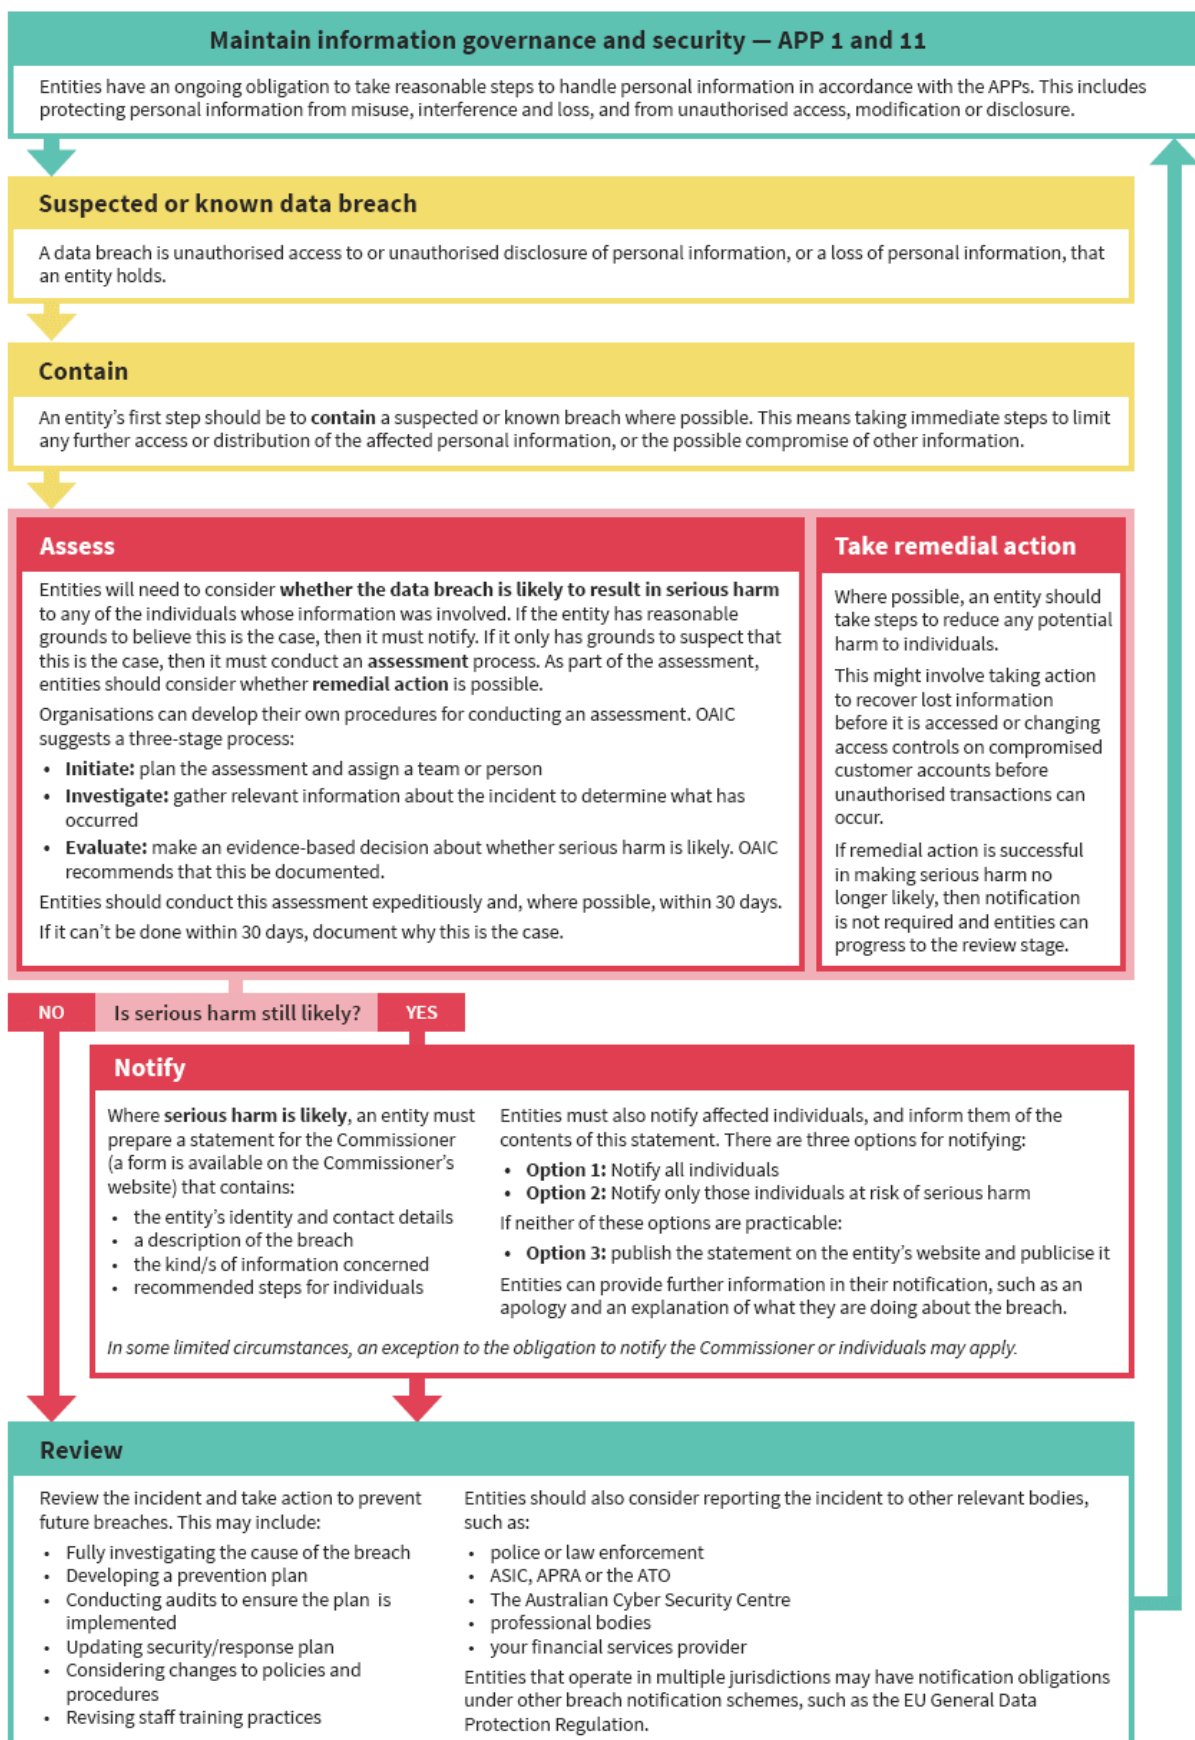 Maintain information governance and security — APP 1 and 11
Entities have an ongoing obligation to take reasonable steps to handle personal information in accordance with the APPs. This includes
protecting personal information from misuse, interference and loss, and from unauthorised access, modification or disclosure.
Suspected or known data breach
A data breach is unauthorised access to or unauthorised disclosure of personal information, or a loss of personal information, that
an entity holds.
Contain
An entity's first step should be to contain a suspected or known breach where possible. This means taking immediate steps to limit
any further access or distribution of the affected personal information, or the possible compromise of other information.
Assess
Entities will need to consider whether the data breach is likely to result in serious harm
to any of the individuals whose information was involved. If the entity has reasonable
grounds to believe this is the case, then it must notify. If it only has grounds to suspect that
this is the case, then it must conduct an assessment process. As part of the assessment,
entities should consider whether remedial action is possible.
Organisations can develop their own procedures for conducting an assessment. OAIC
suggests a three-stage process:
• Initiate: plan the assessment and assign a team or person
• Investigate: gather relevant information about the incident to determine what has
occurred
• Evaluate: make an evidence-based decision about whether serious harm is likely. OAIC
recommends that this be documented.
Entities should conduct this assessment expeditiously and, where possible, within 30 days.
If it can't be done within 30 days, document why this is the case.
Take remedial action
Where possible, an entity should
take steps to reduce any potential
harm to individuals.
This might involve taking action
to recover lost information
before it is accessed or changing
access controls on compromised
customer accounts before
unauthorised transactions can
occur.
If remedial action is successful
in making serious harm no
longer likely, then notification
is not required and entities can
progress to the review stage.
NO Is serious harm still likely? YES
Notify
Where serious harm is likely, an entity must
prepare a statement for the Commissioner
(a form is available on the Commissioner's
website) that contains:
• the entity's identity and contact details
• a description of the breach
• the kind/s of information concerned
• recommended steps for individuals
Entities must also notify affected individuals, and inform them of the
contents of this statement. There are three options for notifying:
• Option 1: Notify all individuals
• Option 2: Notify only those individuals at risk of serious harm
If neither of these options are practicable:
• Option 3: publish the statement on the entity's website and publicise it
Entities can provide further information in their notification, such as an
apology and an explanation of what they are doing about the breach.
In some limited circumstances, an exception to the obligation to notify the Commissioner or individuals may apply.
Review
Review the incident and take action to prevent
future breaches. This may include:
• Fully investigating the cause of the breach
• Developing a prevention plan
• Conducting audits to ensure the plan is
implemented
• Updating security/response plan
• Considering changes to policies and
procedures
• Revising staff training practices
Entities should also consider reporting the incident to other relevant bodies,
such as:
• police or law enforcement
• ASIC, APRA or the ATO
• The Australian Cyber Security Centre
• professional bodies
• your financial services provider
Entities that operate in multiple jurisdictions may have notification obligations
under other breach notification schemes, such as the EU General Data
Protection Regulation.